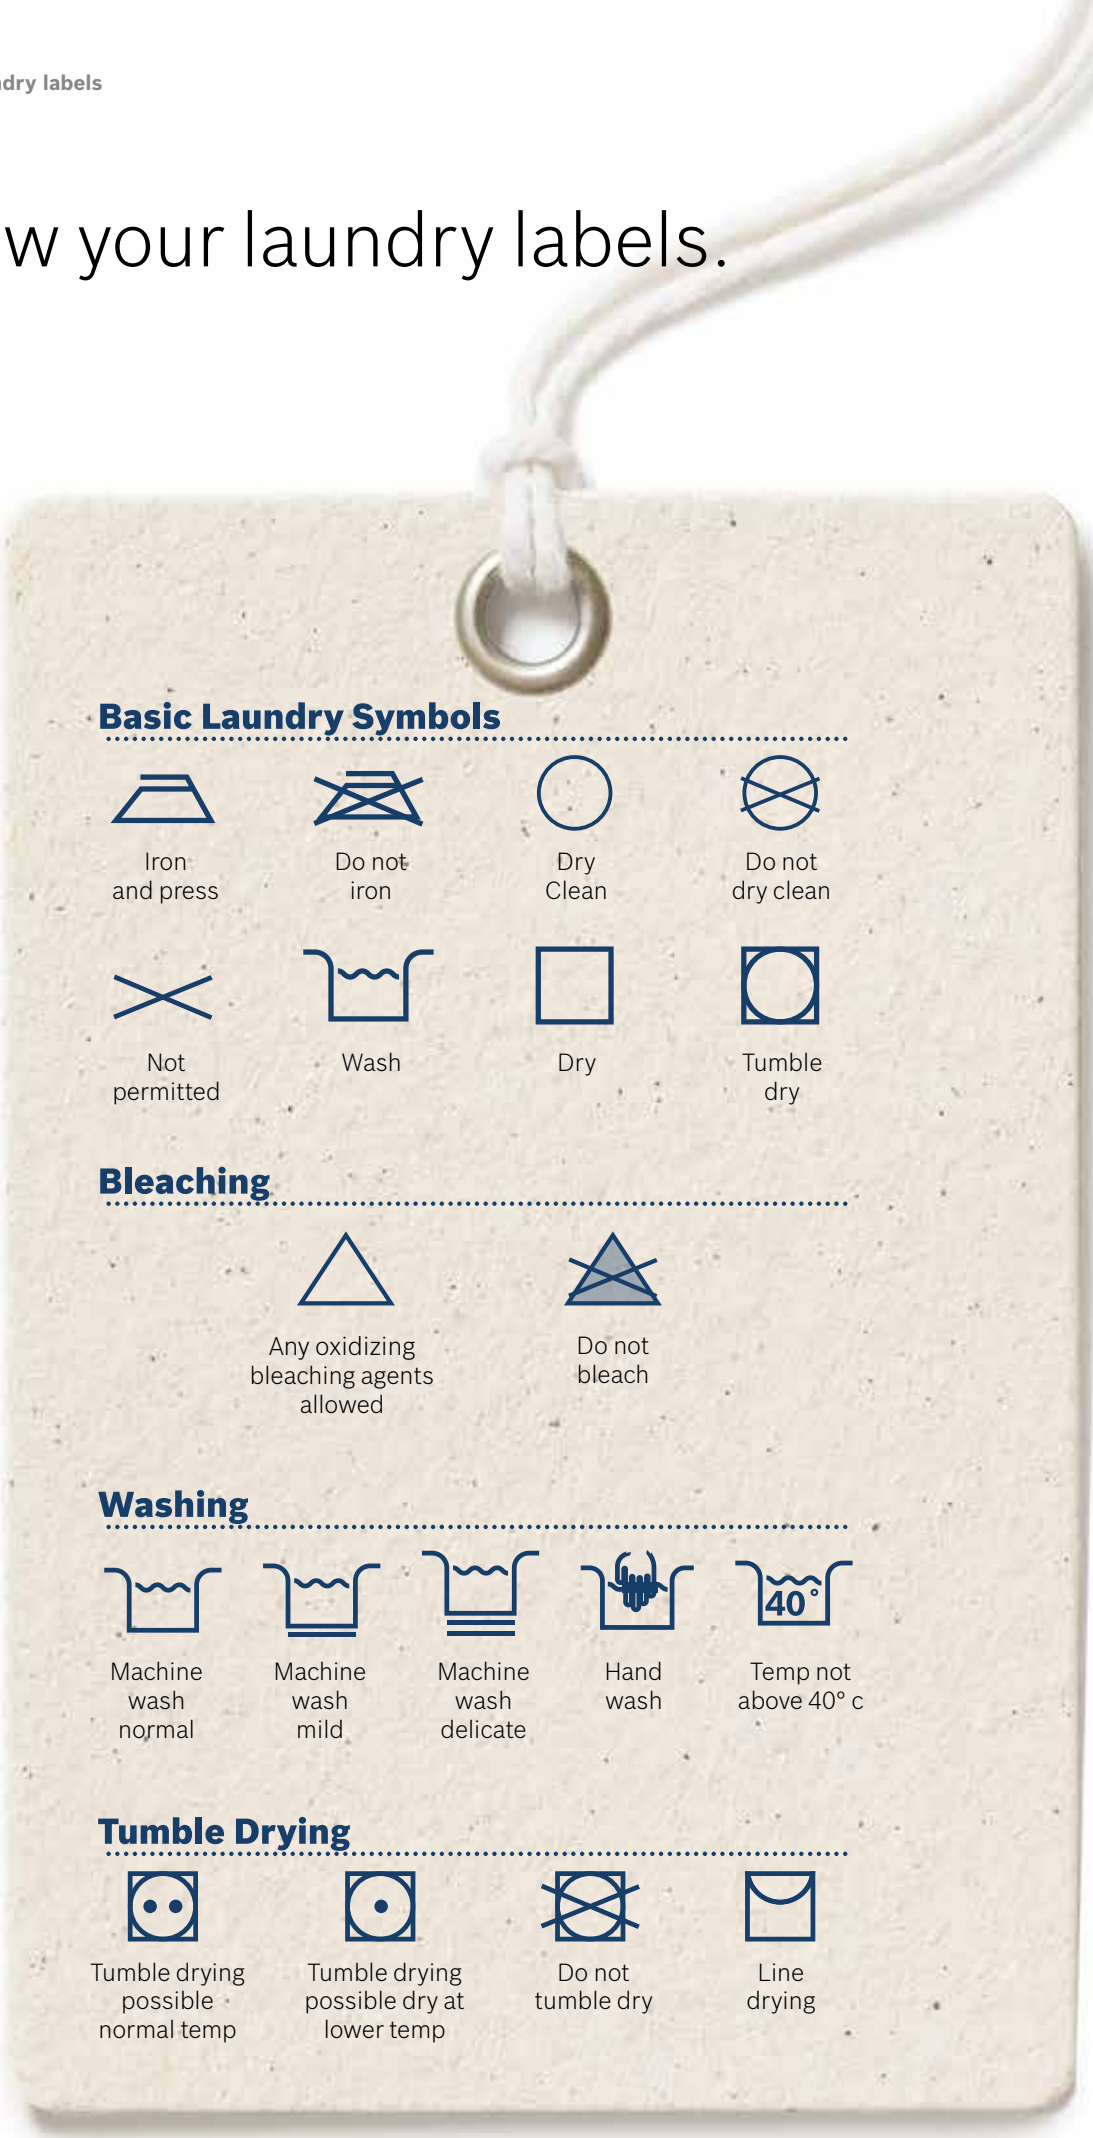 labels
your laundry labels.
Basic Laundry Symbols
Iron
and press
Do not
iron
Dry
Clean
Do not
dry clean
Not
permitted
Wash
Dry
Tumble
dry
Bleaching
Any oxidizing
bleaching agents
allowed
Do not
bleach
Washing
Machine
wash
normal
Machine
wash
mild
Machine
wash
delicate
Hand
wash
40°
Temp not
above 40° c
Tumble Drying
Tumble drying
possible
normal temp
Tumble drying
possible dry at
lower temp
Do not
tumble dry
Line
drying